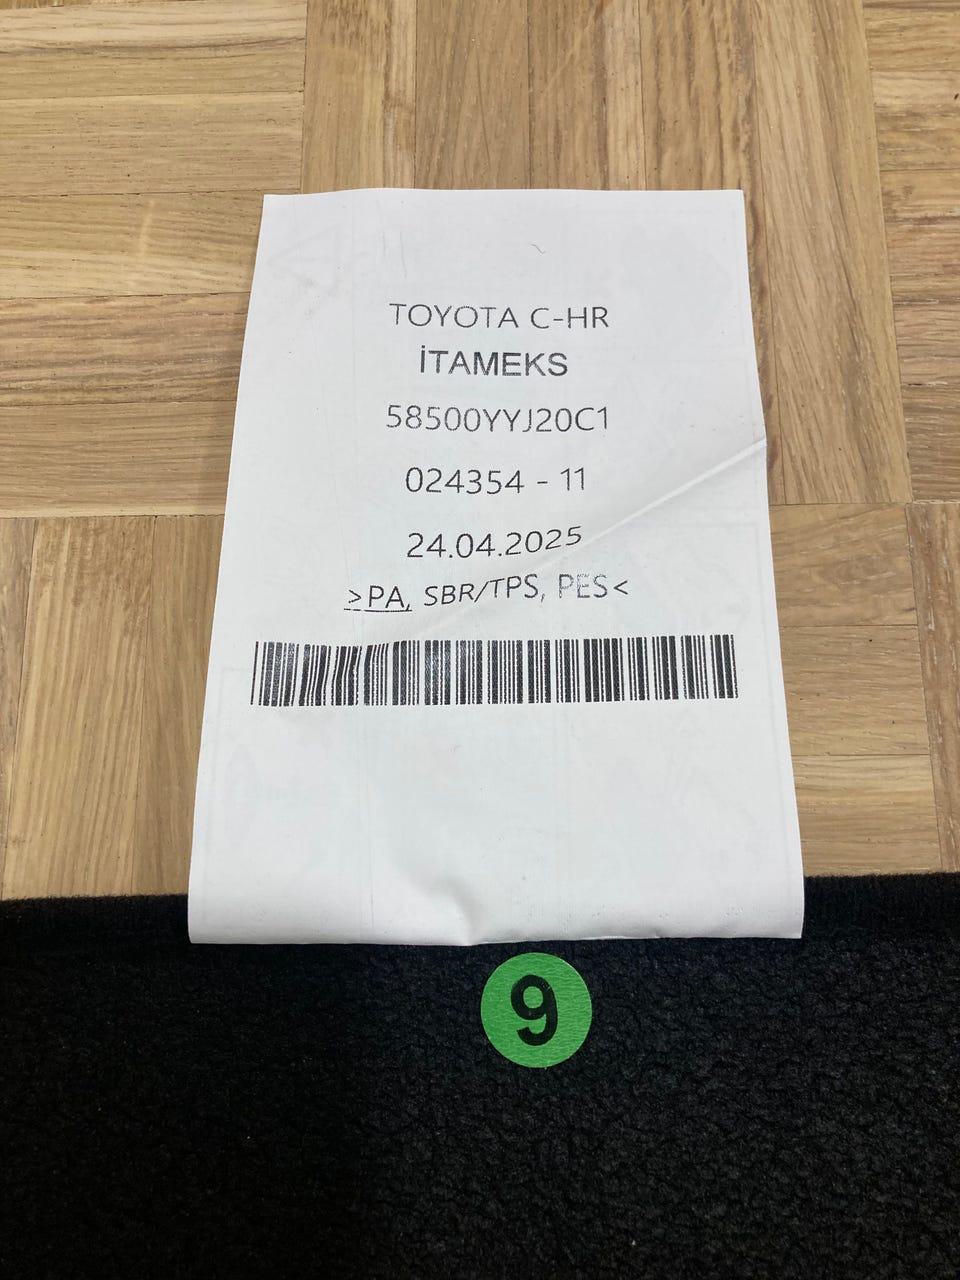 TOYOTA C-HR
İTAMEKS
58500YYJ20C1
024354 - 11
24.04.2025
>PA, SBR/TPS, PES<
9